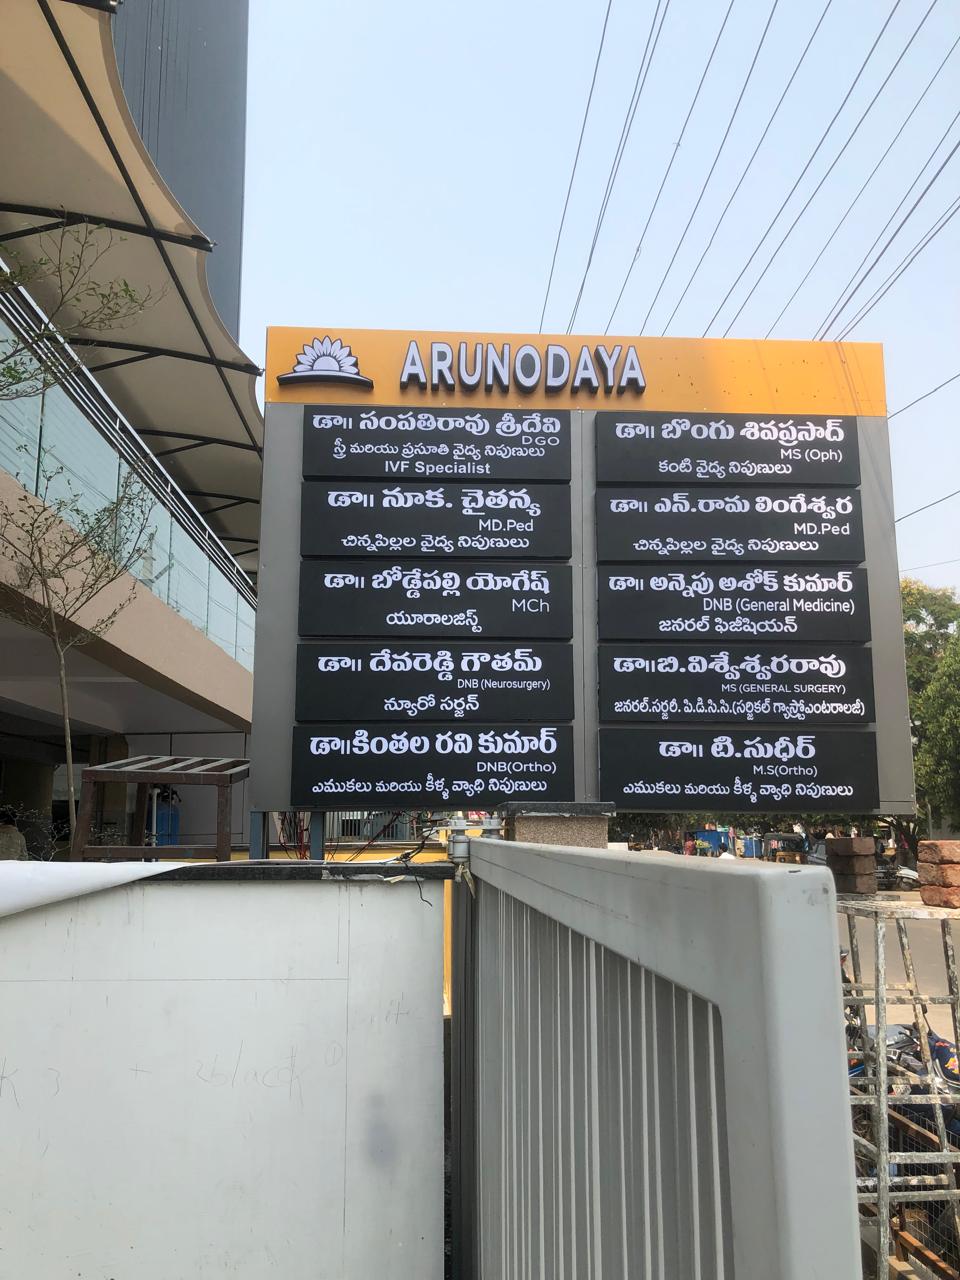 ARUNODAYA
డా॥ సంపతిరావు శ్రీదేవి
DGO
స్త్రీ మరియు ప్రసూతి వైద్య నిపుణులు
IVF Specialist
డా॥ నూక. చైతన్య
MD.Ped
చిన్నపిల్లల వైద్య నిపుణులు
డా॥ బోడ్డేపల్లి యోగేష్
MCh
యూరాలజిస్ట్
డా॥ దేవరెడ్డి గౌతమ్
DNB (Neurosurgery)
న్యూరో సర్జన్
డా॥కింతల రవి కుమార్
DNB(Ortho)
ఎముకలు మరియు కీళ్ళ వ్యాధి నిపుణులు
డా॥ బొంగు శివప్రసాద్
MS (Oph)
కంటి వైద్య నిపుణులు
డా॥ ఎన్.రామ లింగేశ్వర
MD.Ped
చిన్నపిల్లల వైద్య నిపుణులు
డా॥ అన్నెపు అశోక్ కుమార్
DNB (General Medicine)
జనరల్ ఫిజీషియన్
డా॥బి.విశ్వేశ్వరరావు
MS (GENERAL SURGERY)
జనరల్.సర్జరీ. పి.డి.సి.సి.(సర్జికల్ గ్యాస్ట్రోఎంటరాలజీ)
డా॥ టి.సుధీర్
M.S(Ortho)
ఎముకలు మరియు కీళ్ళ వ్యాధి నిపుణులు